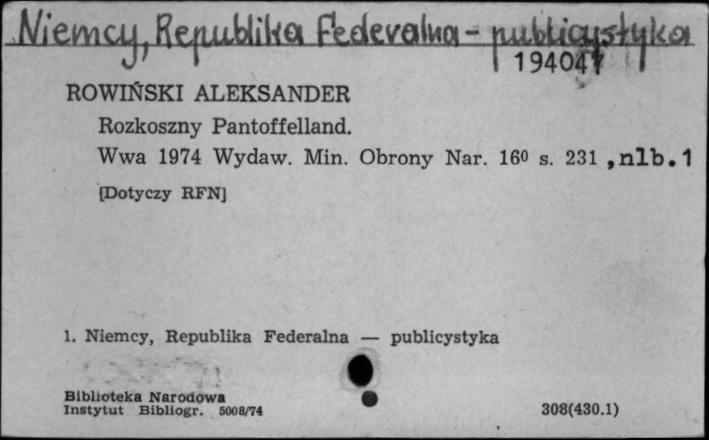 Niemcy, Republika Federalna - publicystyka
194047
ROWIŃSKI ALEKSANDER
Rozkoszny Pantoffelland.
Wwa 1974 Wydaw. Min. Obrony Nar. 16⁰ s. 231 ,nlb.1
[Dotyczy RFN]
1. Niemcy, Republika Federalna — publicystyka
Biblioteka Narodowa
Instytut Bibliogr. 5008/74
308(430.1)